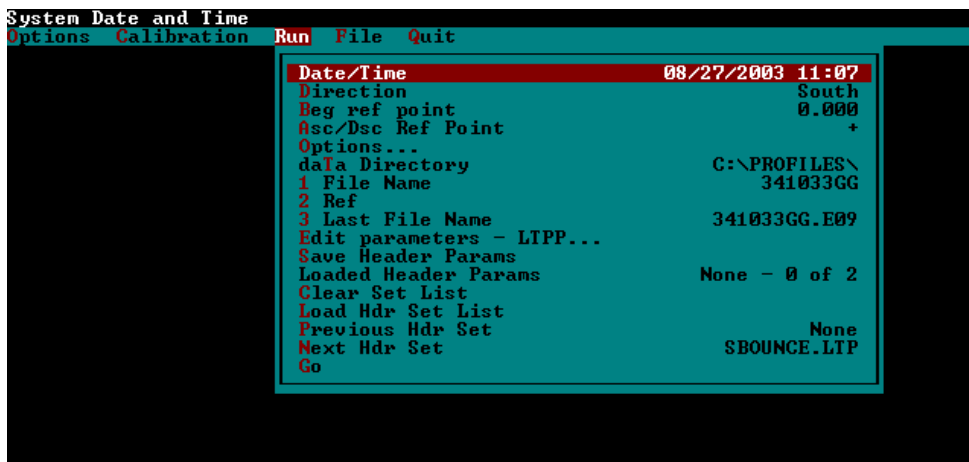 System Date and Time
Options Calibration Run File Quit
Date/Time 08/27/2003 11:07
Direction South
Beg ref point 0.000
Asc/Dsc Ref Point +
Options...
daTa Directory C:\PROFILES\
1 File Name 341033GG
2 Ref
3 Last File Name 341033GG.E09
Edit parameters - LTPP...
Save Header Params
Loaded Header Params None - 0 of 2
Clear Set List
Load Hdr Set List
Previous Hdr Set None
Next Hdr Set SBOUNCE.LTP
Go